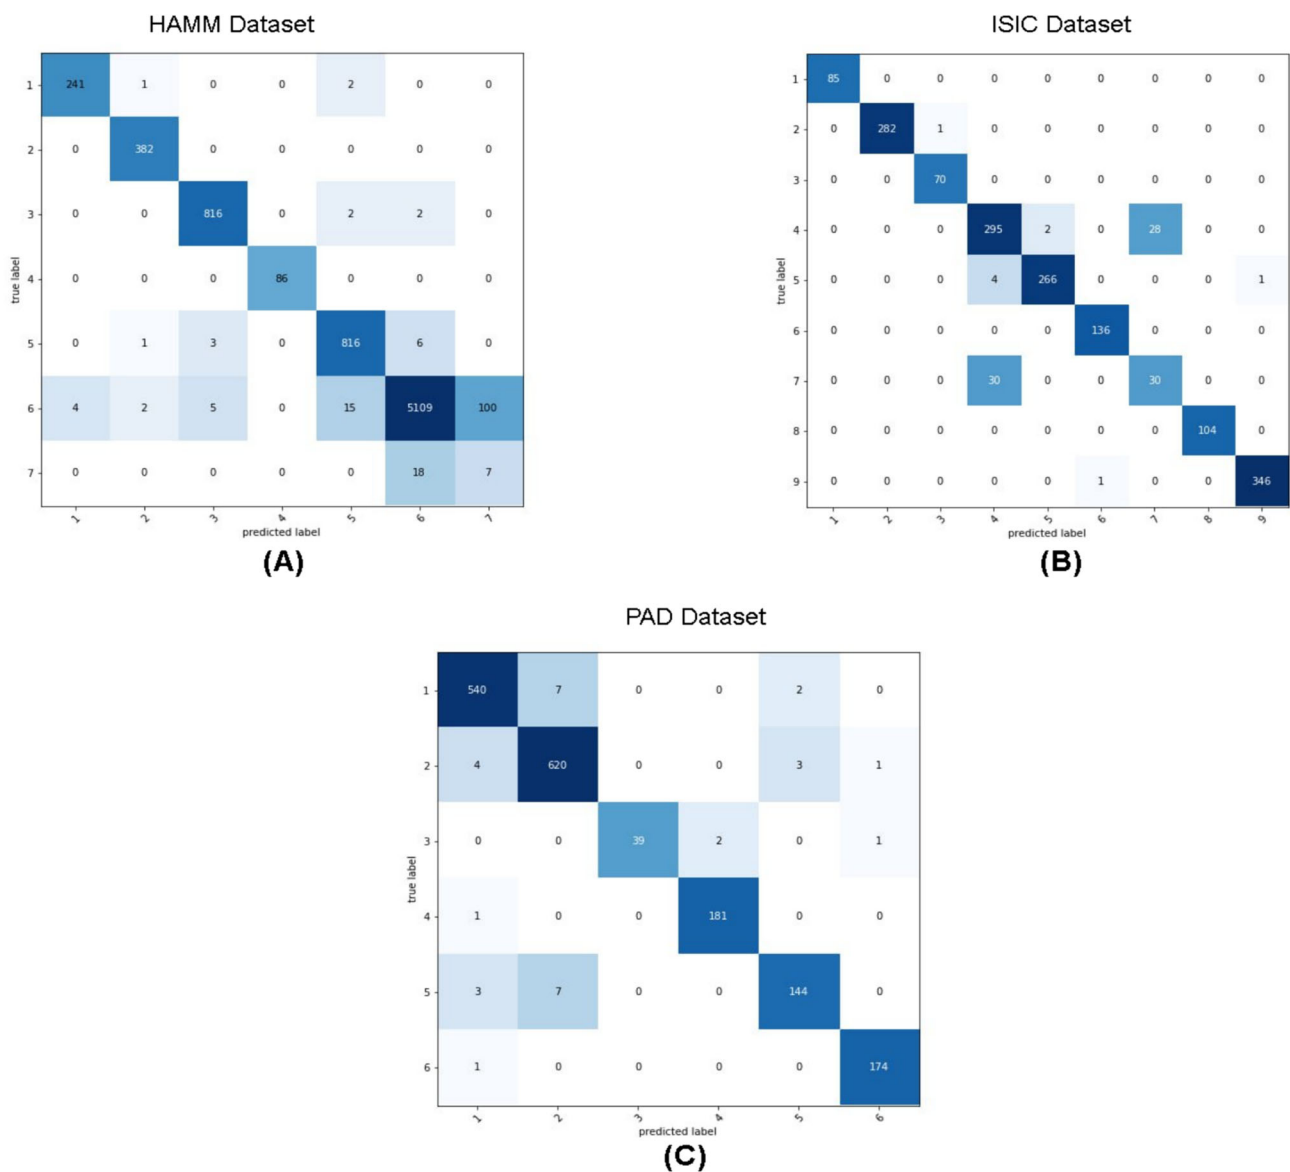 HAMM Dataset
1 241 1 0 0 2 0 0
2 0 382 0 0 0 0 0
3 0 0 816 0 2 2 0
4 0 0 0 86 0 0 0
5 0 1 3 0 816 6 0
6 4 2 5 0 15 5109 100
7 0 0 0 0 0 18 7
true label
1 2 3 4 5 6 7
predicted label
(A)
ISIC Dataset
1 85 0 0 0 0 0 0 0 0
2 0 282 1 0 0 0 0 0 0
3 0 0 70 0 0 0 0 0 0
4 0 0 0 295 2 0 28 0 0
5 0 0 0 4 266 0 0 0 1
6 0 0 0 0 0 136 0 0 0
7 0 0 0 30 0 0 30 0 0
8 0 0 0 0 0 0 0 104 0
9 0 0 0 0 0 1 0 0 346
true label
1 2 3 4 5 6 7 8 9
predicted label
(B)
PAD Dataset
1 540 7 0 0 2 0
2 4 620 0 0 3 1
3 0 0 39 2 0 1
4 1 0 0 181 0 0
5 3 7 0 0 144 0
6 1 0 0 0 0 174
true label
1 2 3 4 5 6
predicted label
(C)